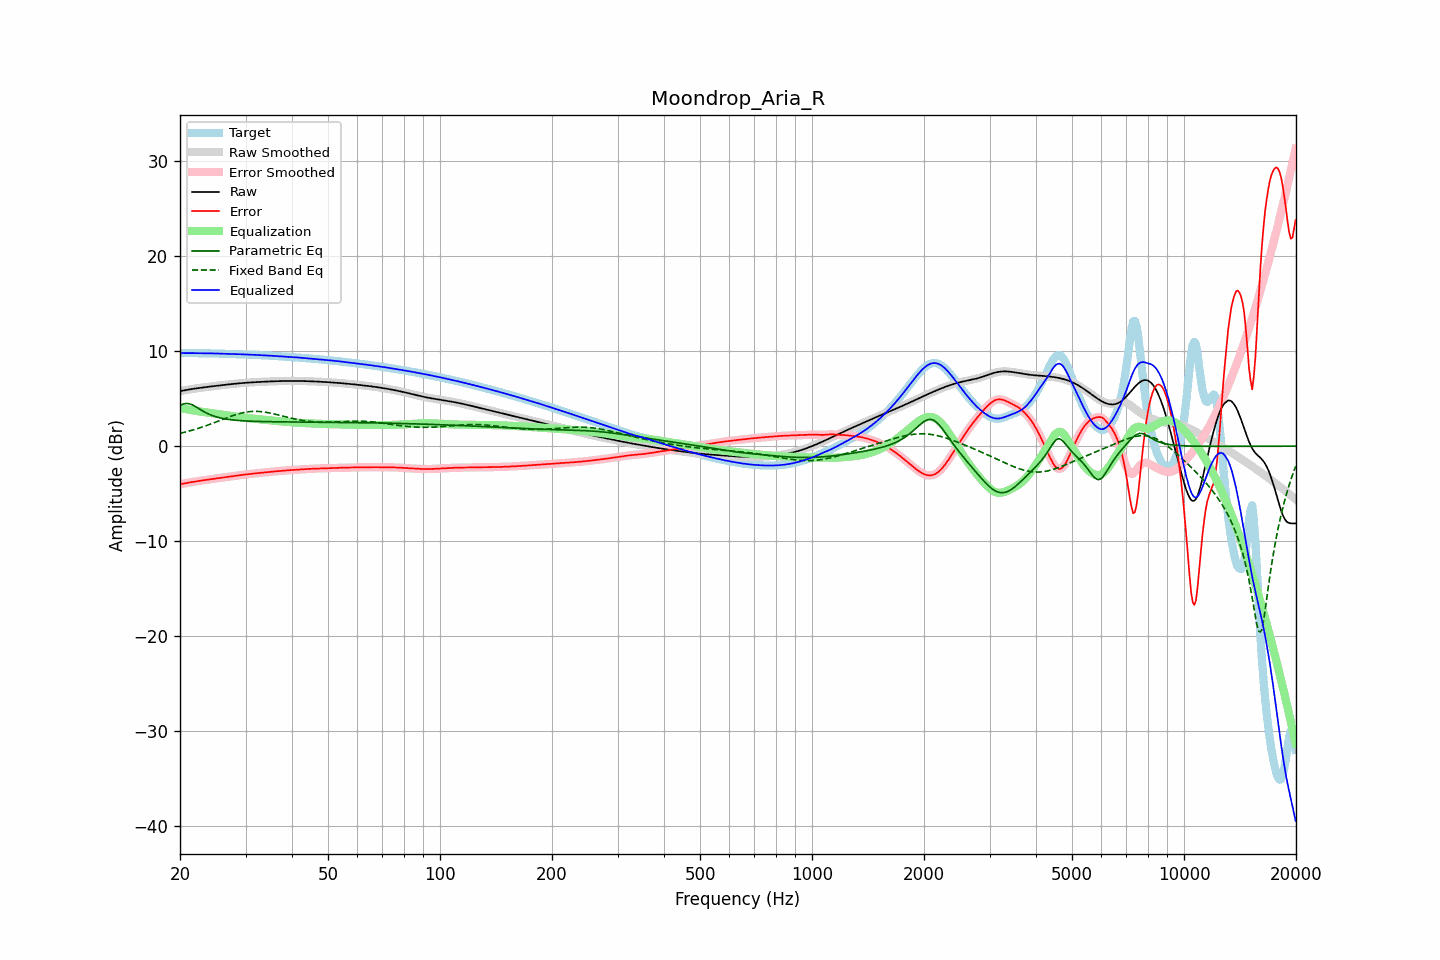 Moondrop_Aria_R
Target
Raw Smoothed
Error Smoothed
Raw
Error
Equalization
Parametric Eq
Fixed Band Eq
Equalized
30
20
10
0
−10
−20
−30
−40
Amplitude (dBr)
20 50 100 200 500 1000 2000 5000 10000 20000
Frequency (Hz)